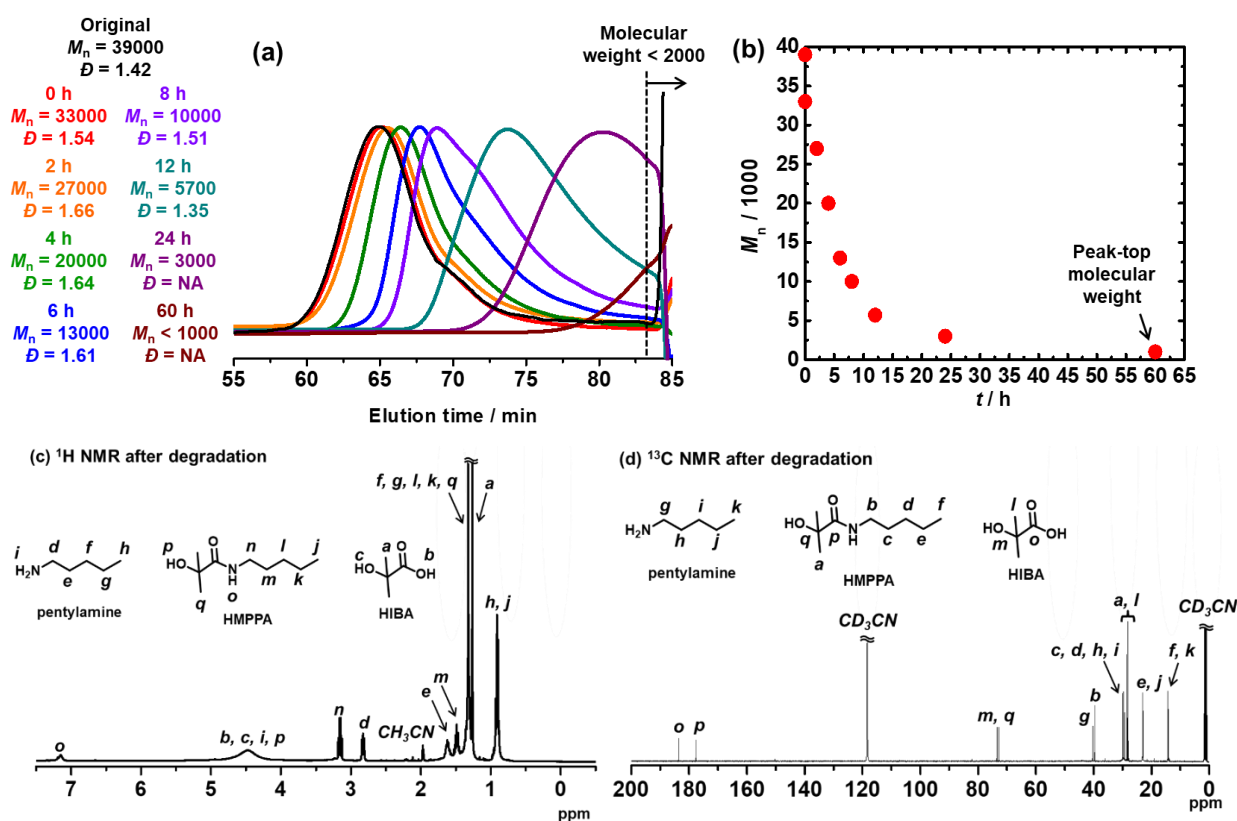 Original
Mn = 39000
Đ = 1.42
0 h
Mn = 33000
Đ = 1.54
2 h
Mn = 27000
Đ = 1.66
4 h
Mn = 20000
Đ = 1.64
6 h
Mn = 13000
Đ = 1.61
8 h
Mn = 10000
Đ = 1.51
12 h
Mn = 5700
Đ = 1.35
24 h
Mn = 3000
Đ = NA
60 h
Mn < 1000
Đ = NA
(a)
Molecular
weight < 2000
55 60 65 70 75 80 85
Elution time / min
(b)
Mn / 1000
40
35
30
25
20
15
10
5
0
Peak-top
molecular
weight
0 5 10 15 20 25 30 35 40 45 50 55 60 65
t / h
(c) ¹H NMR after degradation
f, g, l, k, q
a
i
d
f
h
H2N
e
g
pentylamine
p
HO
O
n
l
j
N
H
m
k
q
o
HMPPA
c
a
O
b
HO
OH
HIBA
h, j
m
e
n
d
CH3CN
b, c, i, p
o
7 6 5 4 3 2 1 0
ppm
(d) ¹³C NMR after degradation
g
i
k
H2N
h
j
pentylamine
O
b
d
f
HO
N
H
q
p
c
e
a
HMPPA
l
O
HO
OH
m
o
HIBA
CD3CN
a, l
CD3CN
c, d, h, i
f, k
b
e, j
g
m, q
o
p
200 180 160 140 120 100 80 60 40 20 0
ppm